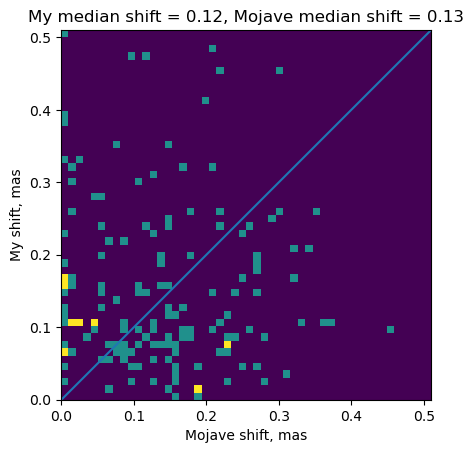 My median shift = 0.12, Mojave median shift = 0.13
0.5
0.4
0.3
0.2
0.1
0.0
My shift, mas
0.0 0.1 0.2 0.3 0.4 0.5
Mojave shift, mas